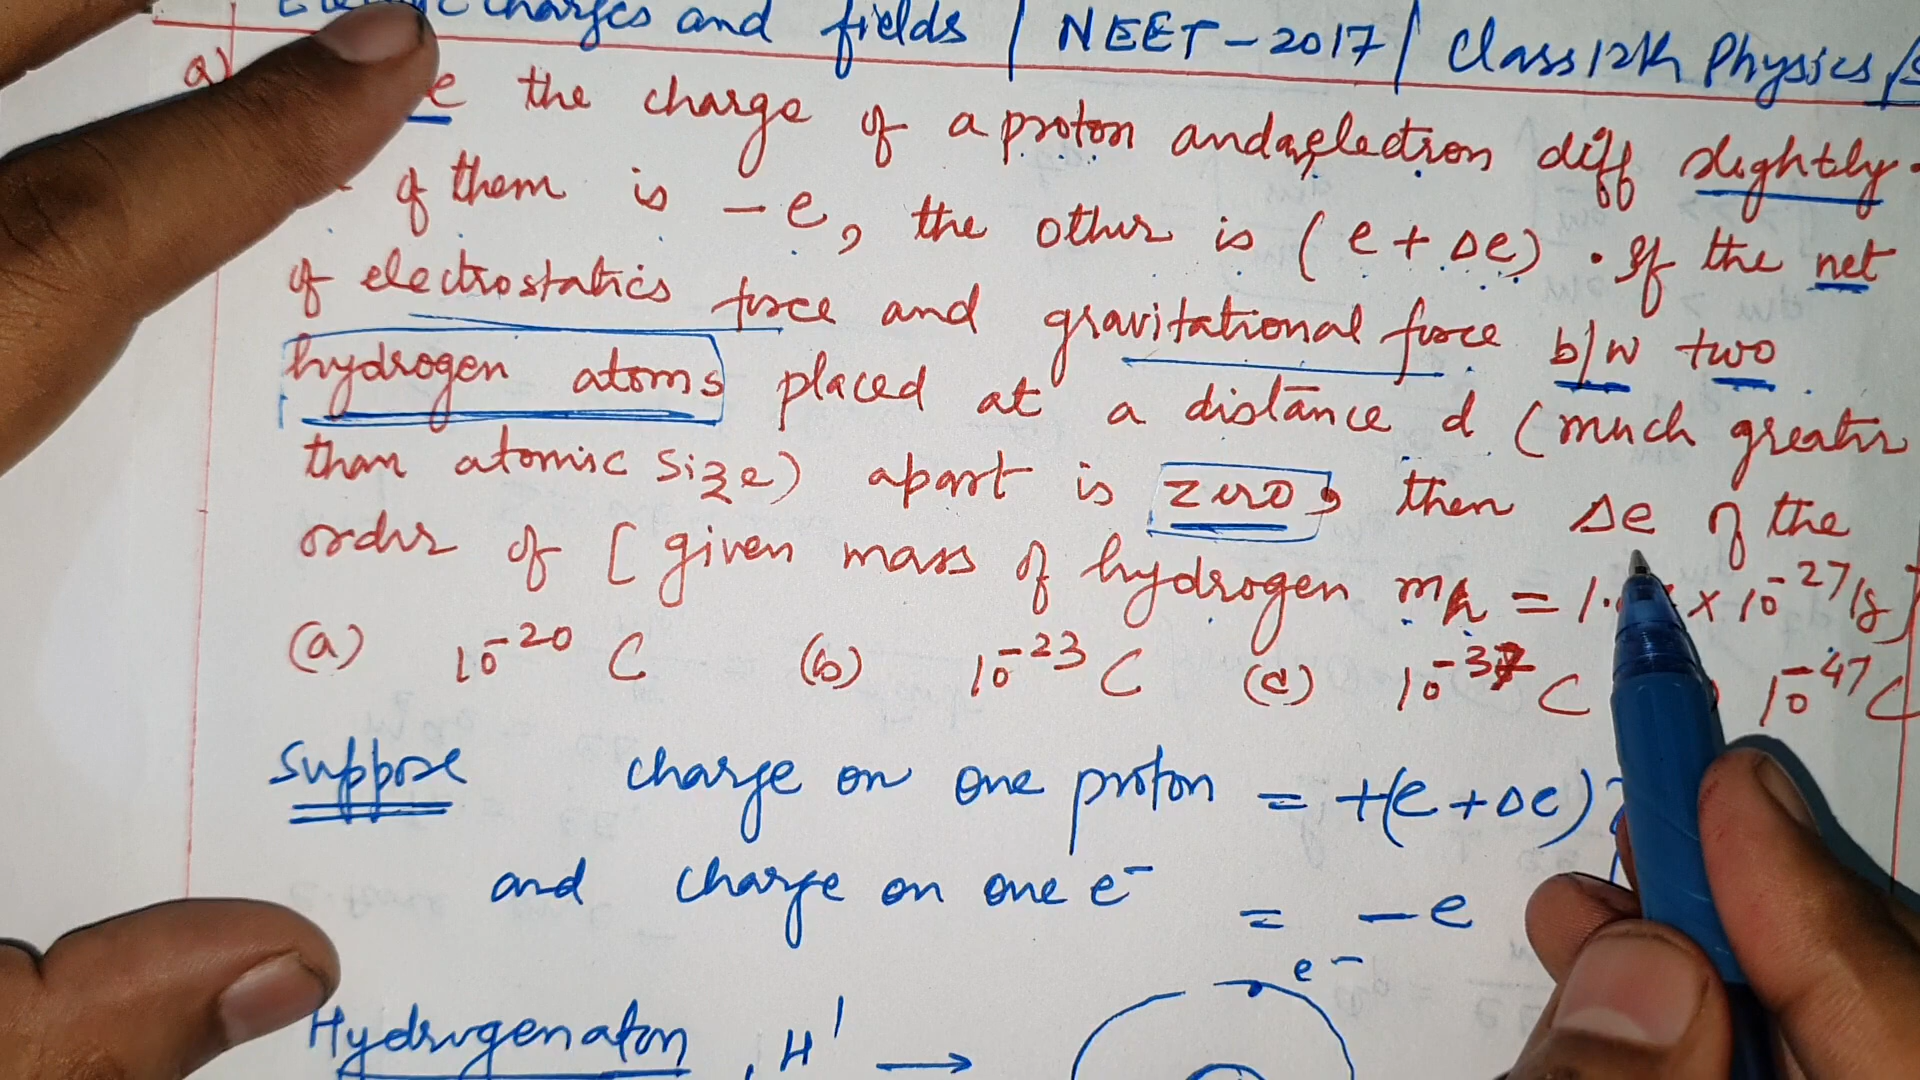 charges and fields / NEET-2017 / Class 12th Physics /
a) the charge of a proton and an electron diff slightly.
of them is -e, the other is (e+Δe). If the net
of electrostatics force and gravitational force b/w two
hydrogen atoms placed at a distance d (much greater
than atomic size) apart is zero, then Δe of the
order of [given mass of hydrogen mh = 1. × 10^-27 kg]
(a) 10^-20 C (b) 10^-23 C (c) 10^-37 C 10^-47 C
Suppose charge on one proton = +(e+Δe)
and charge on one e^- = -e
e^-
Hydrogen atom, H^1 →